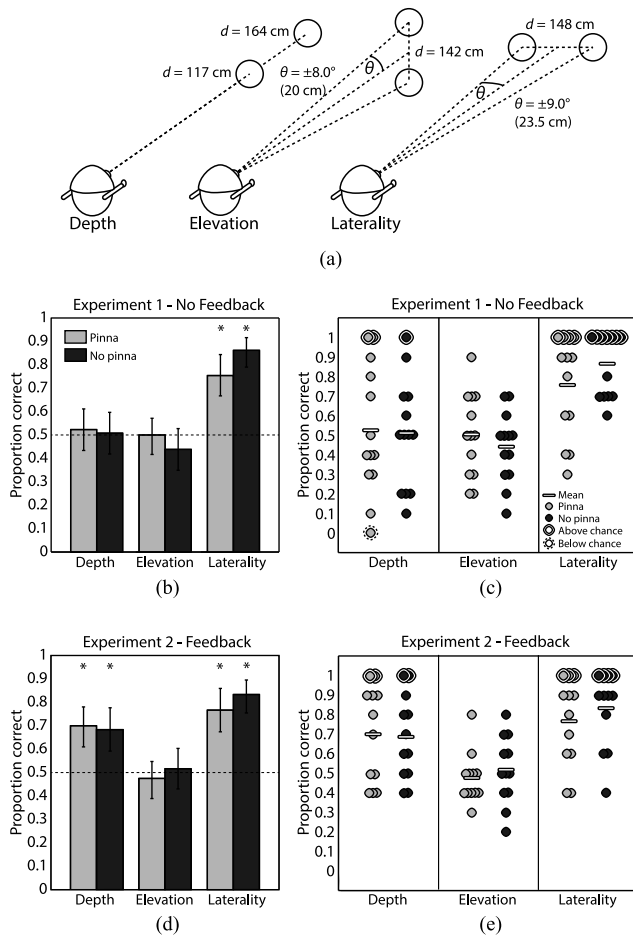 d = 164 cm
d = 117 cm
θ = ±8.0°
(20 cm)
θ
d = 142 cm
d = 148 cm
θ
θ = ±9.0°
(23.5 cm)
Depth
Elevation
Laterality
(a)
Experiment 1 - No Feedback
Proportion correct
1
0.9
0.8
0.7
0.6
0.5
0.4
0.3
0.2
0.1
0
Pinna
No pinna
* *
Depth
Elevation
Laterality
(b)
Experiment 1 - No Feedback
Proportion correct
1
0.9
0.8
0.7
0.6
0.5
0.4
0.3
0.2
0.1
0
Mean
Pinna
No pinna
Above chance
Below chance
Depth
Elevation
Laterality
(c)
Experiment 2 - Feedback
Proportion correct
1
0.9
0.8
0.7
0.6
0.5
0.4
0.3
0.2
0.1
0
* *
* *
Depth
Elevation
Laterality
(d)
Experiment 2 - Feedback
Proportion correct
1
0.9
0.8
0.7
0.6
0.5
0.4
0.3
0.2
0.1
0
Depth
Elevation
Laterality
(e)